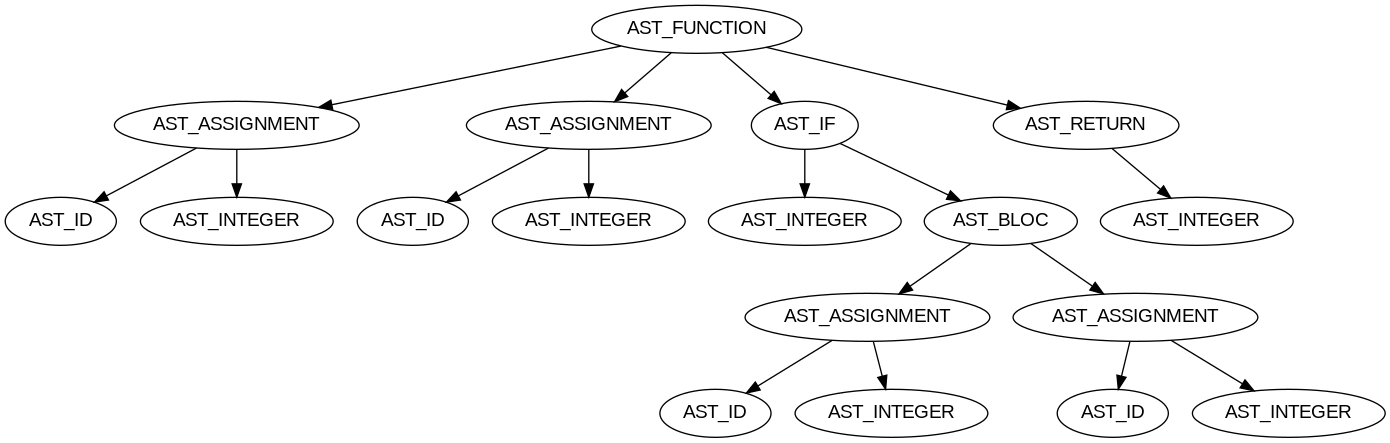 AST_FUNCTION
AST_ASSIGNMENT
AST_ASSIGNMENT
AST_IF
AST_RETURN
AST_ID
AST_INTEGER
AST_ID
AST_INTEGER
AST_INTEGER
AST_BLOC
AST_INTEGER
AST_ASSIGNMENT
AST_ASSIGNMENT
AST_ID
AST_INTEGER
AST_ID
AST_INTEGER